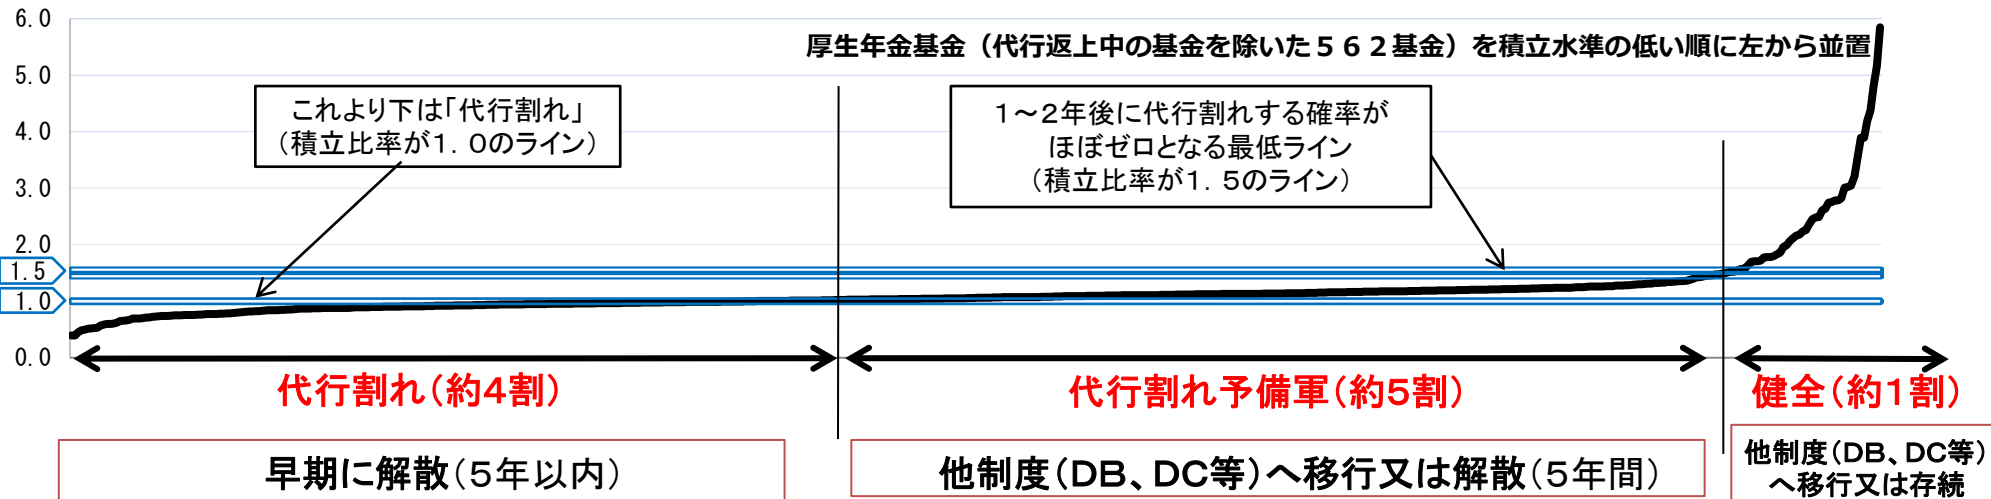 6.0
厚生年金基金（代行返上中の基金を除いた５６２基金）を積立水準の低い順に左から並置
5.0
これより下は「代行割れ」
（積立比率が１．０のライン）
１～２年後に代行割れする確率が
ほぼゼロとなる最低ライン
（積立比率が１．５のライン）
4.0
3.0
2.0
1.5
1.0
0.0
代行割れ（約４割）
代行割れ予備軍（約５割）
健全（約１割）
早期に解散（５年以内）
他制度（ＤＢ、ＤＣ等）へ移行又は解散（５年間）
他制度（ＤＢ、ＤＣ等）
へ移行又は存続